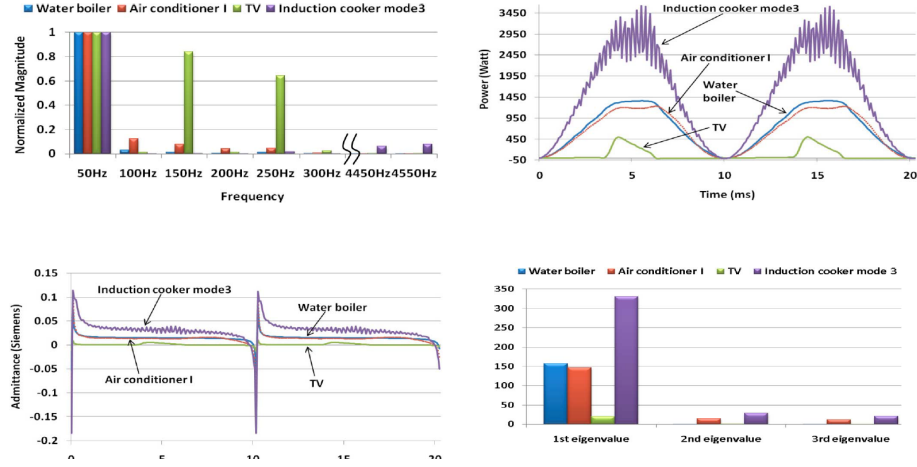 Water boiler Air conditioner I TV Induction cooker mode3
Normalized Magnitude
1
0.8
0.6
0.4
0.2
0
50Hz 100Hz 150Hz 200Hz 250Hz 300Hz 4450Hz 4550Hz
Frequency
Power (Watt)
3450
2950
2450
1950
1450
950
450
-50
Induction cooker mode3
Air conditioner I
Water
boiler
TV
0 5 10 15 20
Time (ms)
Admittance (Siemens)
0.15
0.1
0.05
0
-0.05
-0.1
-0.15
-0.2
Induction cooker mode3
Water boiler
Air conditioner I
TV
0 5 10 15 20
Water boiler Air conditioner I TV Induction cooker mode 3
350
300
250
200
150
100
50
0
1st eigenvalue 2nd eigenvalue 3rd eigenvalue